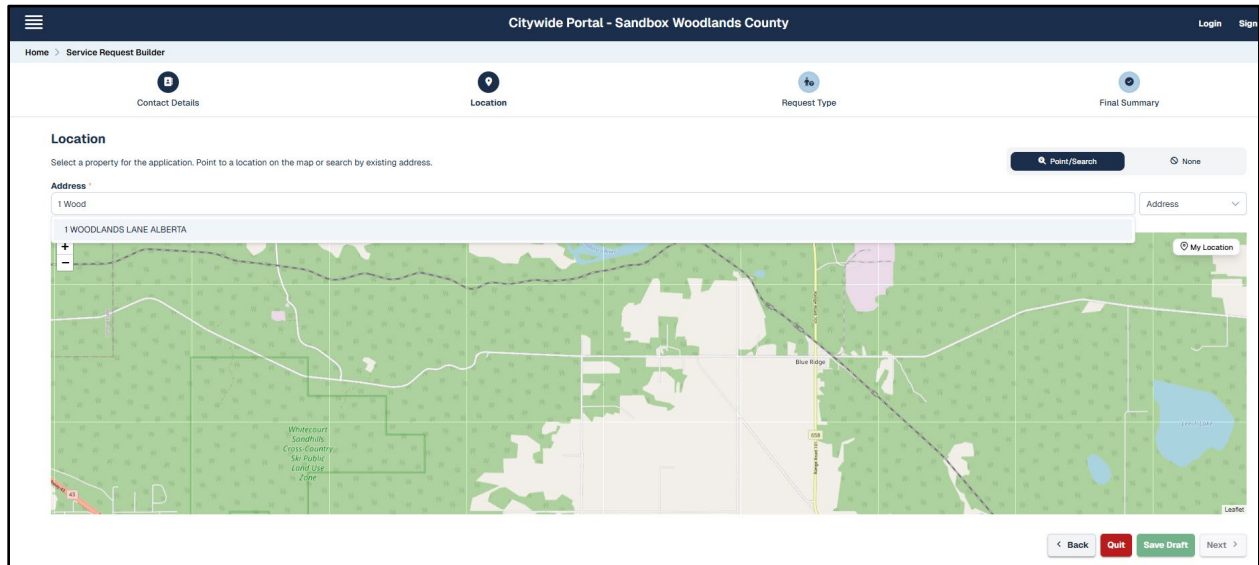 Citywide Portal - Sandbox Woodlands County
Login Sign
Home > Service Request Builder
Contact Details
Location
Request Type
Final Summary
Location
Select a property for the application. Point to a location on the map or search by existing address.
Point/Search
None
Address *
1 Wood
Address
1 WOODLANDS LANE ALBERTA
+
−
My Location
Blue Ridge
Whitecourt
Sandhills
Cross-Country
Ski Public
Land Use
Zone
658
Range Road 101
43
Leaflet
< Back
Quit
Save Draft
Next >